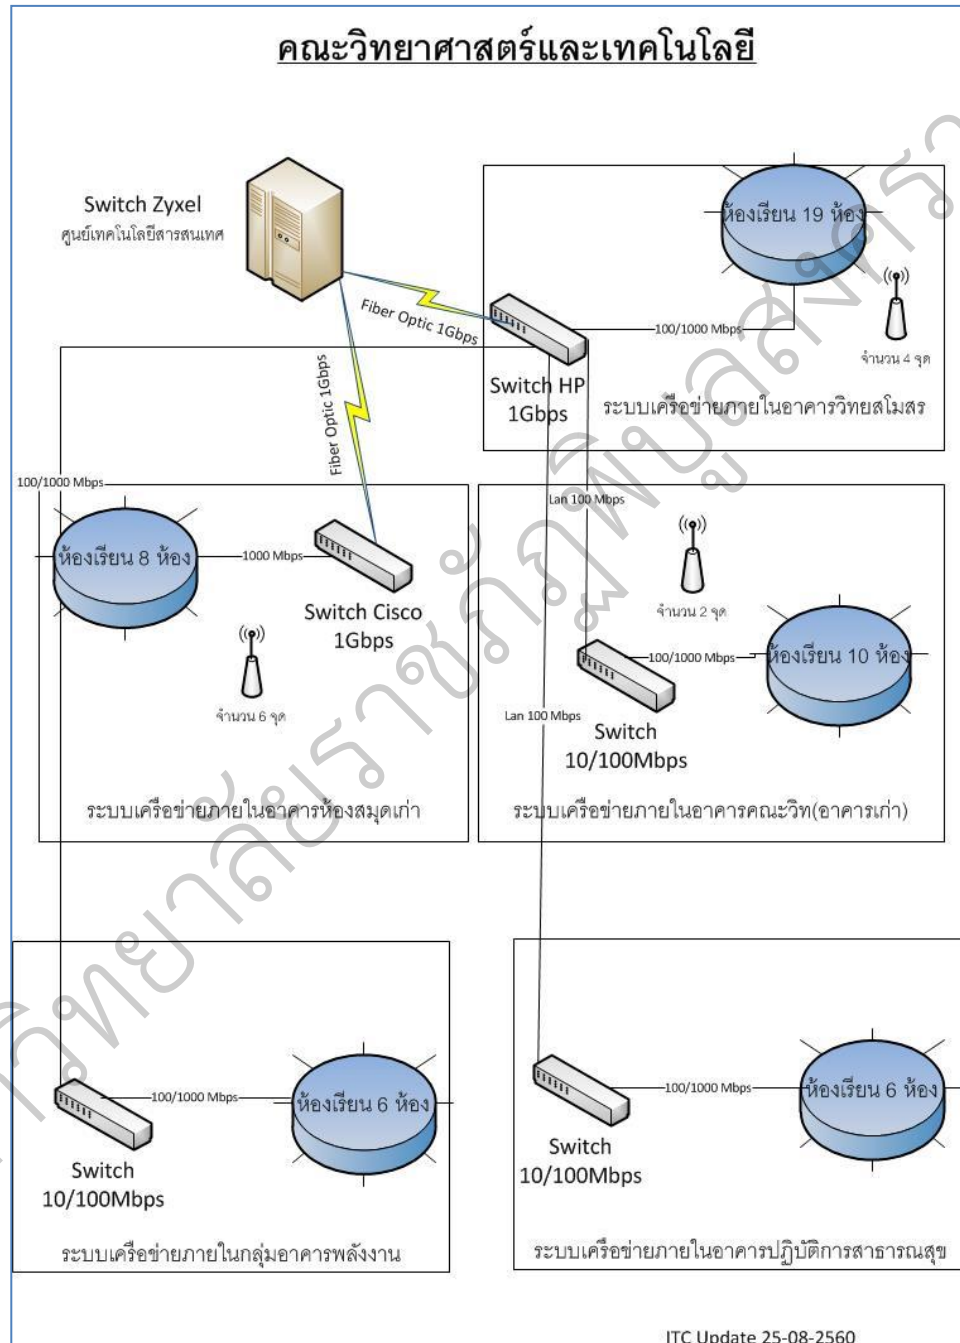 คณะวิทยาศาสตร์และเทคโนโลยี
Switch Zyxel
ศูนย์เทคโนโลยีสารสนเทศ
ห้องเรียน 19 ห้อง
Fiber Optic 1Gbps
100/1000 Mbps
จำนวน 4 จุด
Switch HP
1Gbps
ระบบเครือข่ายภายในอาคารวิทยสโมสร
Fiber Optic 1Gbps
100/1000 Mbps
ห้องเรียน 8 ห้อง
1000 Mbps
Switch Cisco
1Gbps
จำนวน 6 จุด
ระบบเครือข่ายภายในอาคารห้องสมุดเก่า
Lan 100 Mbps
จำนวน 2 จุด
100/1000 Mbps
ห้องเรียน 10 ห้อง
Lan 100 Mbps
Switch
10/100Mbps
ระบบเครือข่ายภายในอาคารคณะวิท(อาคารเก่า)
100/1000 Mbps
ห้องเรียน 6 ห้อง
Switch
10/100Mbps
ระบบเครือข่ายภายในกลุ่มอาคารพลังงาน
100/1000 Mbps
ห้องเรียน 6 ห้อง
Switch
10/100Mbps
ระบบเครือข่ายภายในอาคารปฏิบัติการสาธารณสุข
ITC Update 25-08-2560